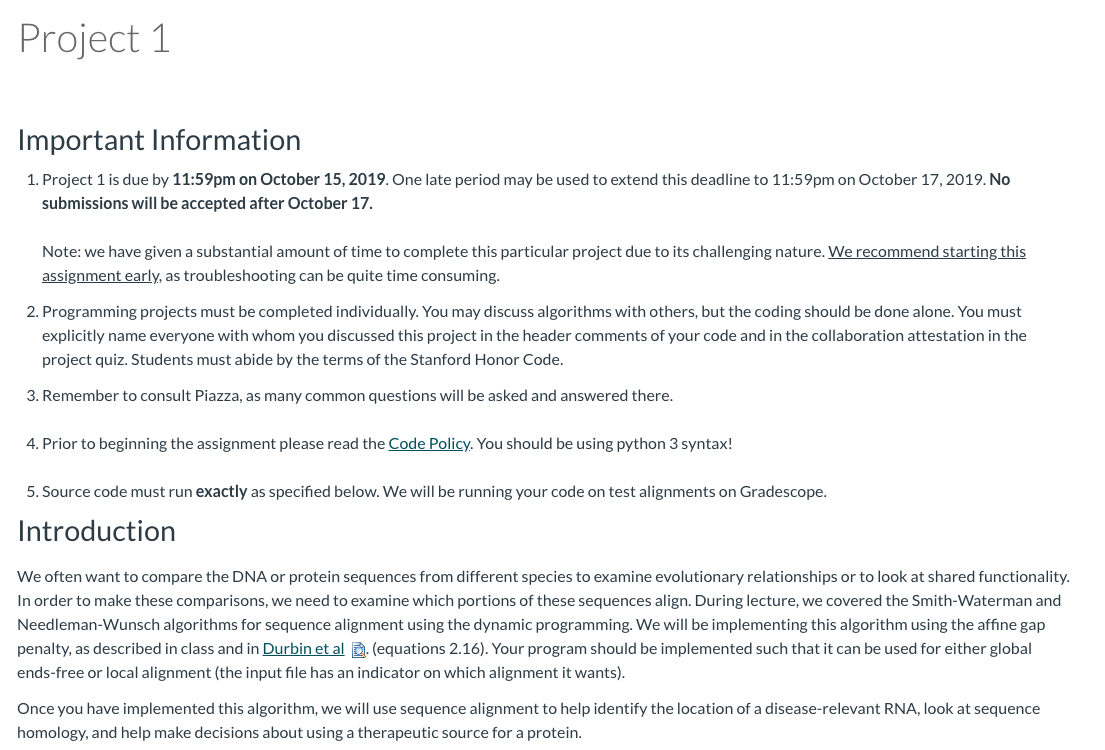 Project 1
Important Information
1. Project 1 is due by 11:59pm on October 15, 2019. One late period may be used to extend this deadline to 11:59pm on October 17, 2019. No
submissions will be accepted after October 17.
Note: we have given a substantial amount of time to complete this particular project due to its challenging nature. We recommend starting this
assignment early, as troubleshooting can be quite time consuming.
2. Programming projects must be completed individually. You may discuss algorithms with others, but the coding should be done alone. You must
explicitly name everyone with whom you discussed this project in the header comments of your code and in the collaboration attestation in the
project quiz. Students must abide by the terms of the Stanford Honor Code.
3. Remember to consult Piazza, as many common questions will be asked and answered there.
4. Prior to beginning the assignment please read the Code Policy. You should be using python 3 syntax!
5. Source code must run exactly as specified below. We will be running your code on test alignments on Gradescope.
Introduction
We often want to compare the DNA or protein sequences from different species to examine evolutionary relationships or to look at shared functionality.
In order to make these comparisons, we need to examine which portions of these sequences align. During lecture, we covered the Smith-Waterman and
Needleman-Wunsch algorithms for sequence alignment using the dynamic programming. We will be implementing this algorithm using the affine gap
penalty, as described in class and in Durbin et al . (equations 2.16). Your program should be implemented such that it can be used for either global
ends-free or local alignment (the input file has an indicator on which alignment it wants).
Once you have implemented this algorithm, we will use sequence alignment to help identify the location of a disease-relevant RNA, look at sequence
homology, and help make decisions about using a therapeutic source for a protein.